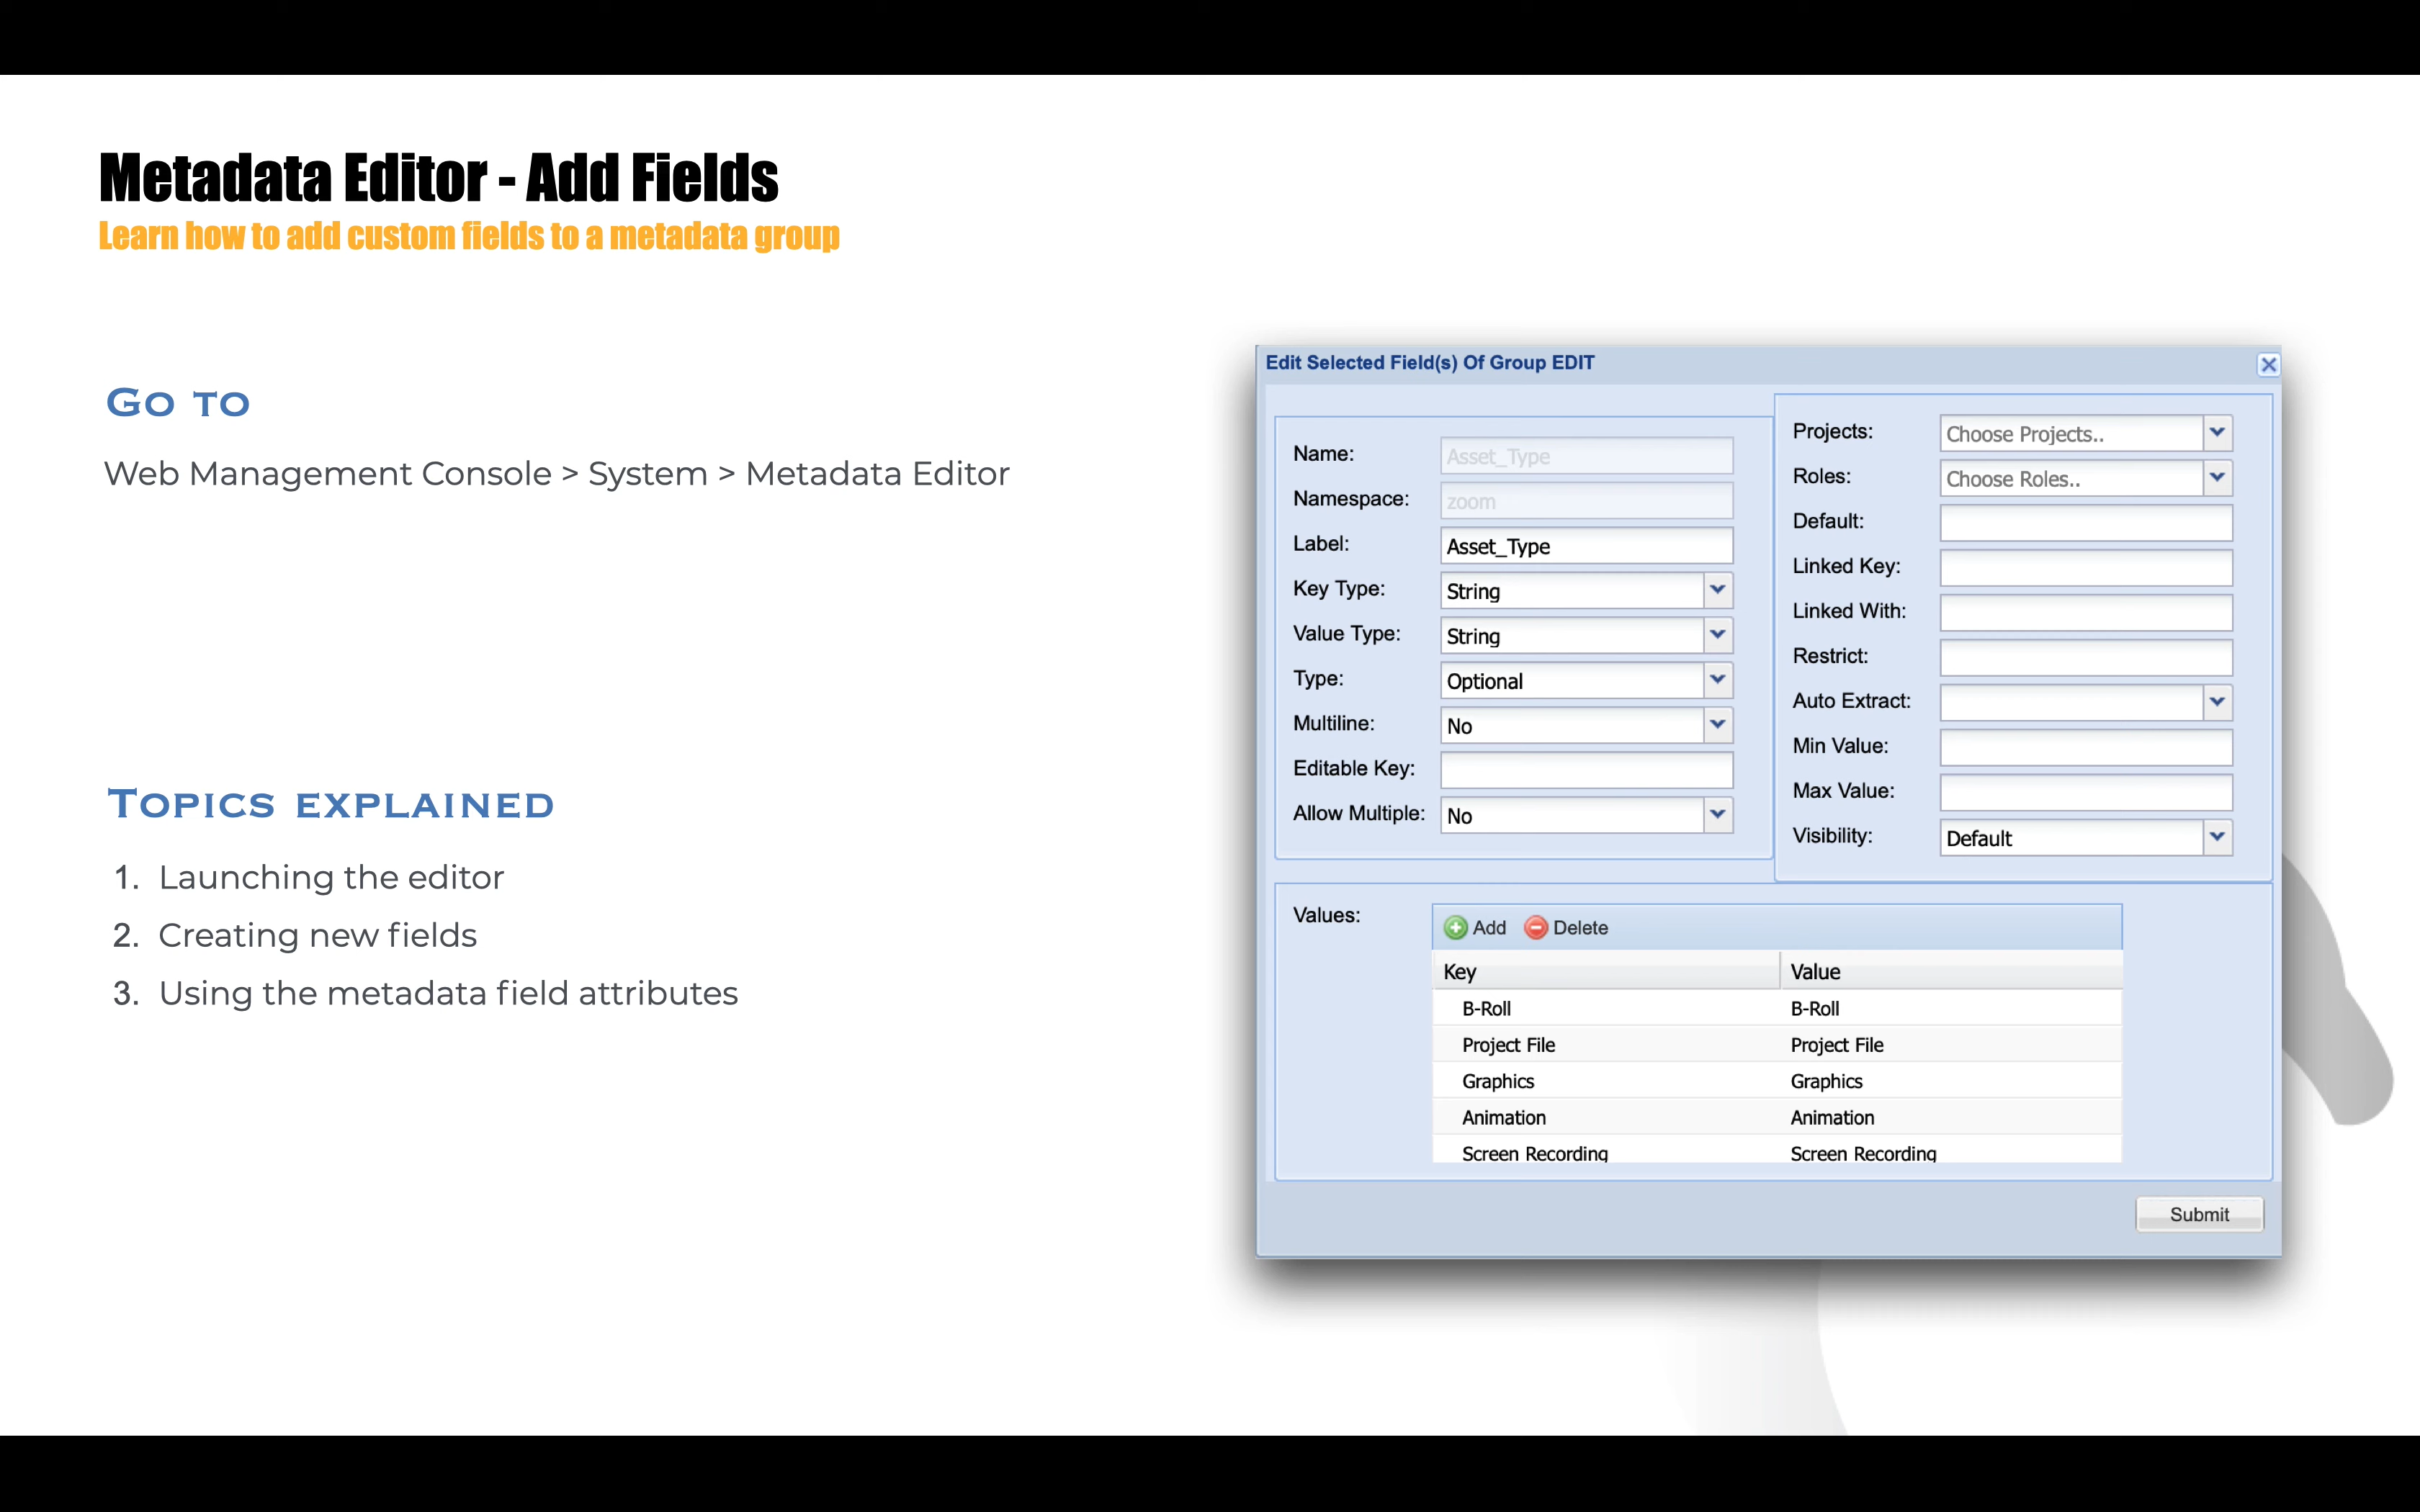 Metadata Editor - Add Fields
Learn how to add custom fields to a metadata group
Go to
Web Management Console > System > Metadata Editor
Topics explained
1. Launching the editor
2. Creating new fields
3. Using the metadata field attributes
Edit Selected Field(s) Of Group EDIT
Name: Asset_Type
Namespace: zoom
Label: Asset_Type
Key Type: String
Value Type: String
Type: Optional
Multiline: No
Editable Key:
Allow Multiple: No
Projects: Choose Projects..
Roles: Choose Roles..
Default:
Linked Key:
Linked With:
Restrict:
Auto Extract:
Min Value:
Max Value:
Visibility: Default
Values:
Add Delete
Key Value
B-Roll B-Roll
Project File Project File
Graphics Graphics
Animation Animation
Screen Recording Screen Recording
Submit